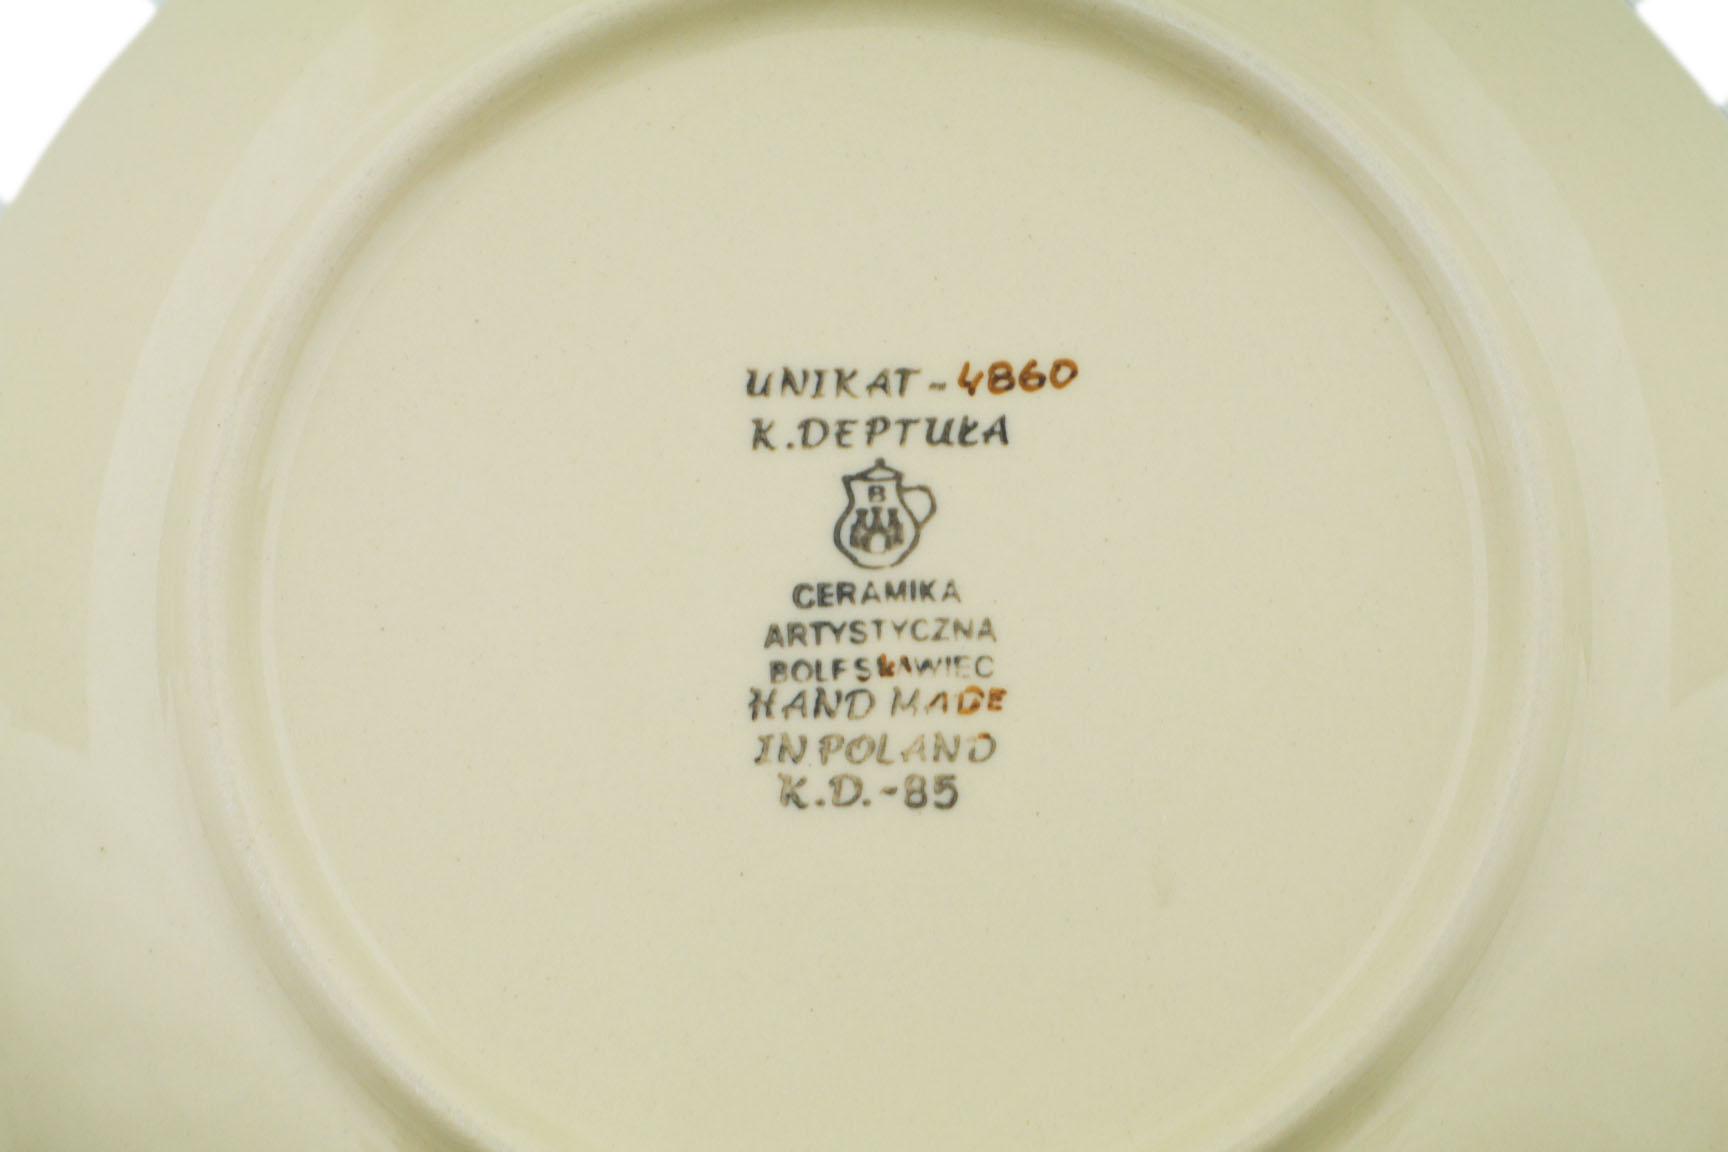 UNIKAT - 4860
K. DEPTUŁA
B
CERAMIKA
ARTYSTYCZNA
BOLESŁAWIEC
HAND MADE
IN POLAND
K.D.-85